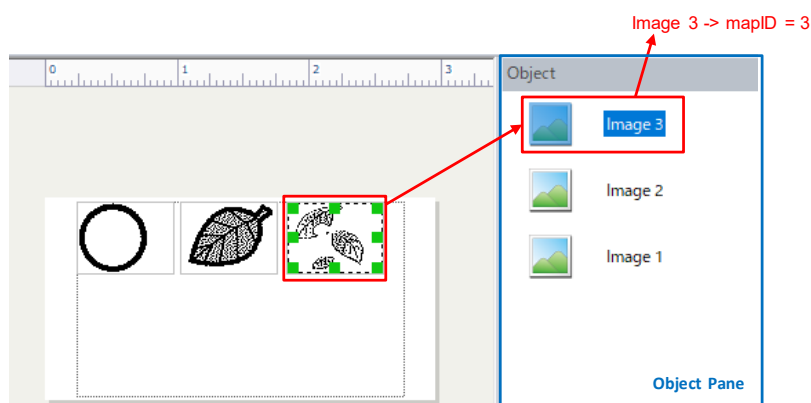 Image 3 -> mapID = 3
0 1 2 3
Object
Image 3
Image 2
Image 1
Object Pane